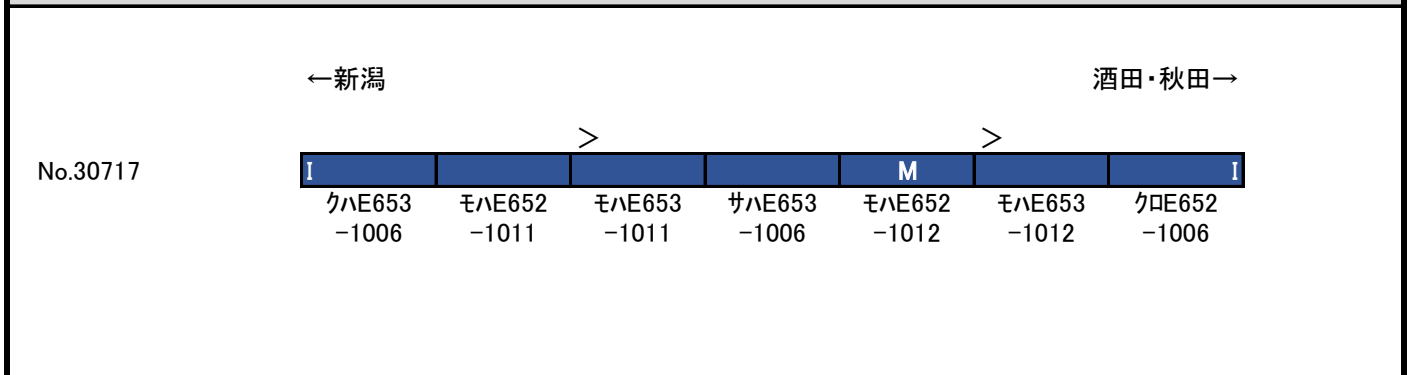 ←新潟 酒田・秋田→
＞ ＞
No.30717 I M I
ｸﾊE653 ﾓﾊE652 ﾓﾊE653 ｻﾊE653 ﾓﾊE652 ﾓﾊE653 ｸﾛE652
-1006 -1011 -1011 -1006 -1012 -1012 -1006